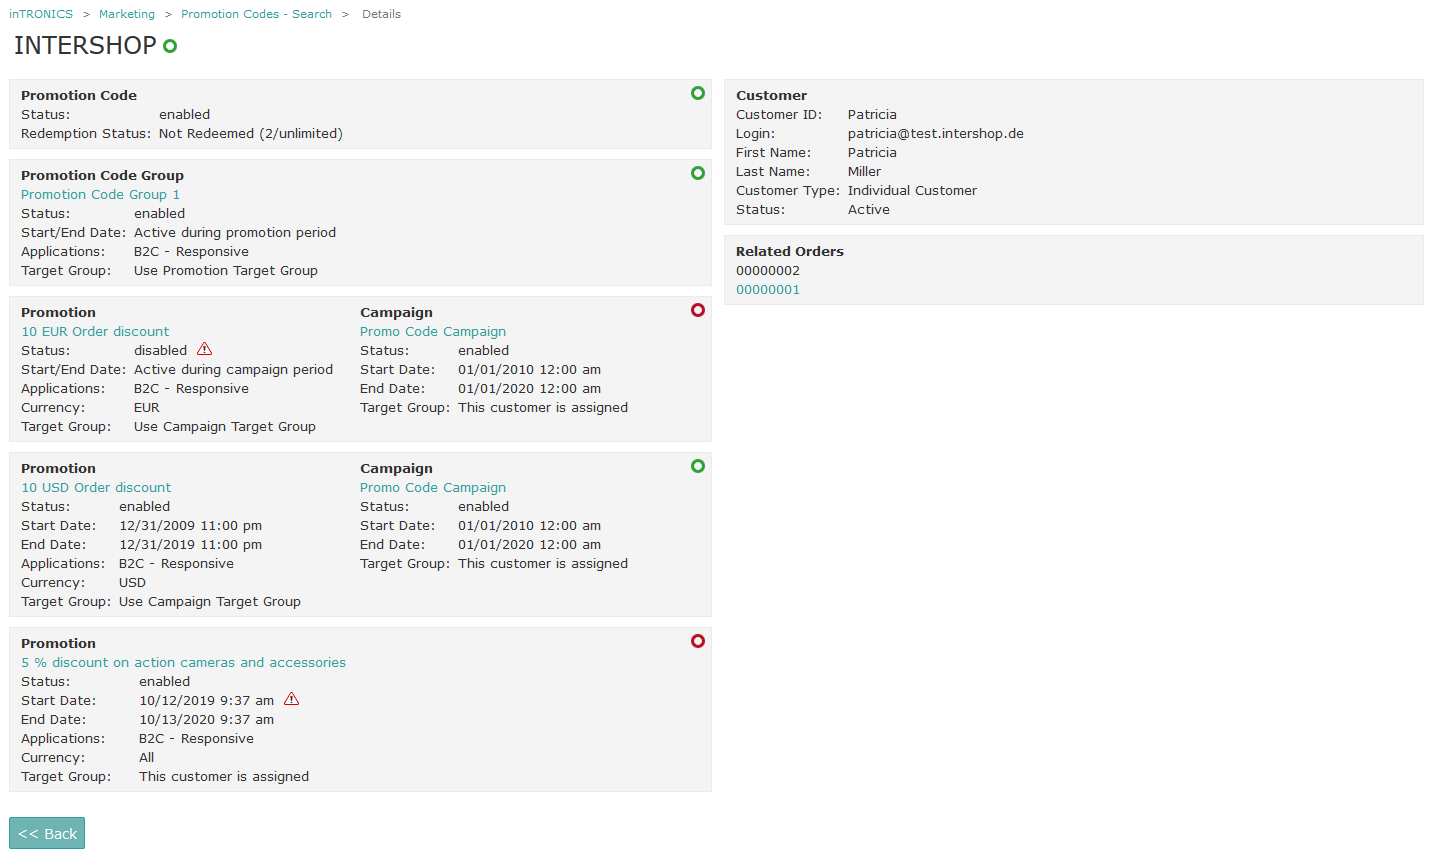 inTRONICS > Marketing > Promotion Codes - Search > Details
INTERSHOP
Promotion Code
Status: enabled
Redemption Status: Not Redeemed (2/unlimited)
Promotion Code Group
Promotion Code Group 1
Status: enabled
Start/End Date: Active during promotion period
Applications: B2C - Responsive
Target Group: Use Promotion Target Group
Promotion
10 EUR Order discount
Status: disabled
Start/End Date: Active during campaign period
Applications: B2C - Responsive
Currency: EUR
Target Group: Use Campaign Target Group
Campaign
Promo Code Campaign
Status: enabled
Start Date: 01/01/2010 12:00 am
End Date: 01/01/2020 12:00 am
Target Group: This customer is assigned
Promotion
10 USD Order discount
Status: enabled
Start Date: 12/31/2009 11:00 pm
End Date: 12/31/2019 11:00 pm
Applications: B2C - Responsive
Currency: USD
Target Group: Use Campaign Target Group
Campaign
Promo Code Campaign
Status: enabled
Start Date: 01/01/2010 12:00 am
End Date: 01/01/2020 12:00 am
Target Group: This customer is assigned
Promotion
5 % discount on action cameras and accessories
Status: enabled
Start Date: 10/12/2019 9:37 am
End Date: 10/13/2020 9:37 am
Applications: B2C - Responsive
Currency: All
Target Group: This customer is assigned
Customer
Customer ID: Patricia
Login: patricia@test.intershop.de
First Name: Patricia
Last Name: Miller
Customer Type: Individual Customer
Status: Active
Related Orders
00000002
00000001
<< Back